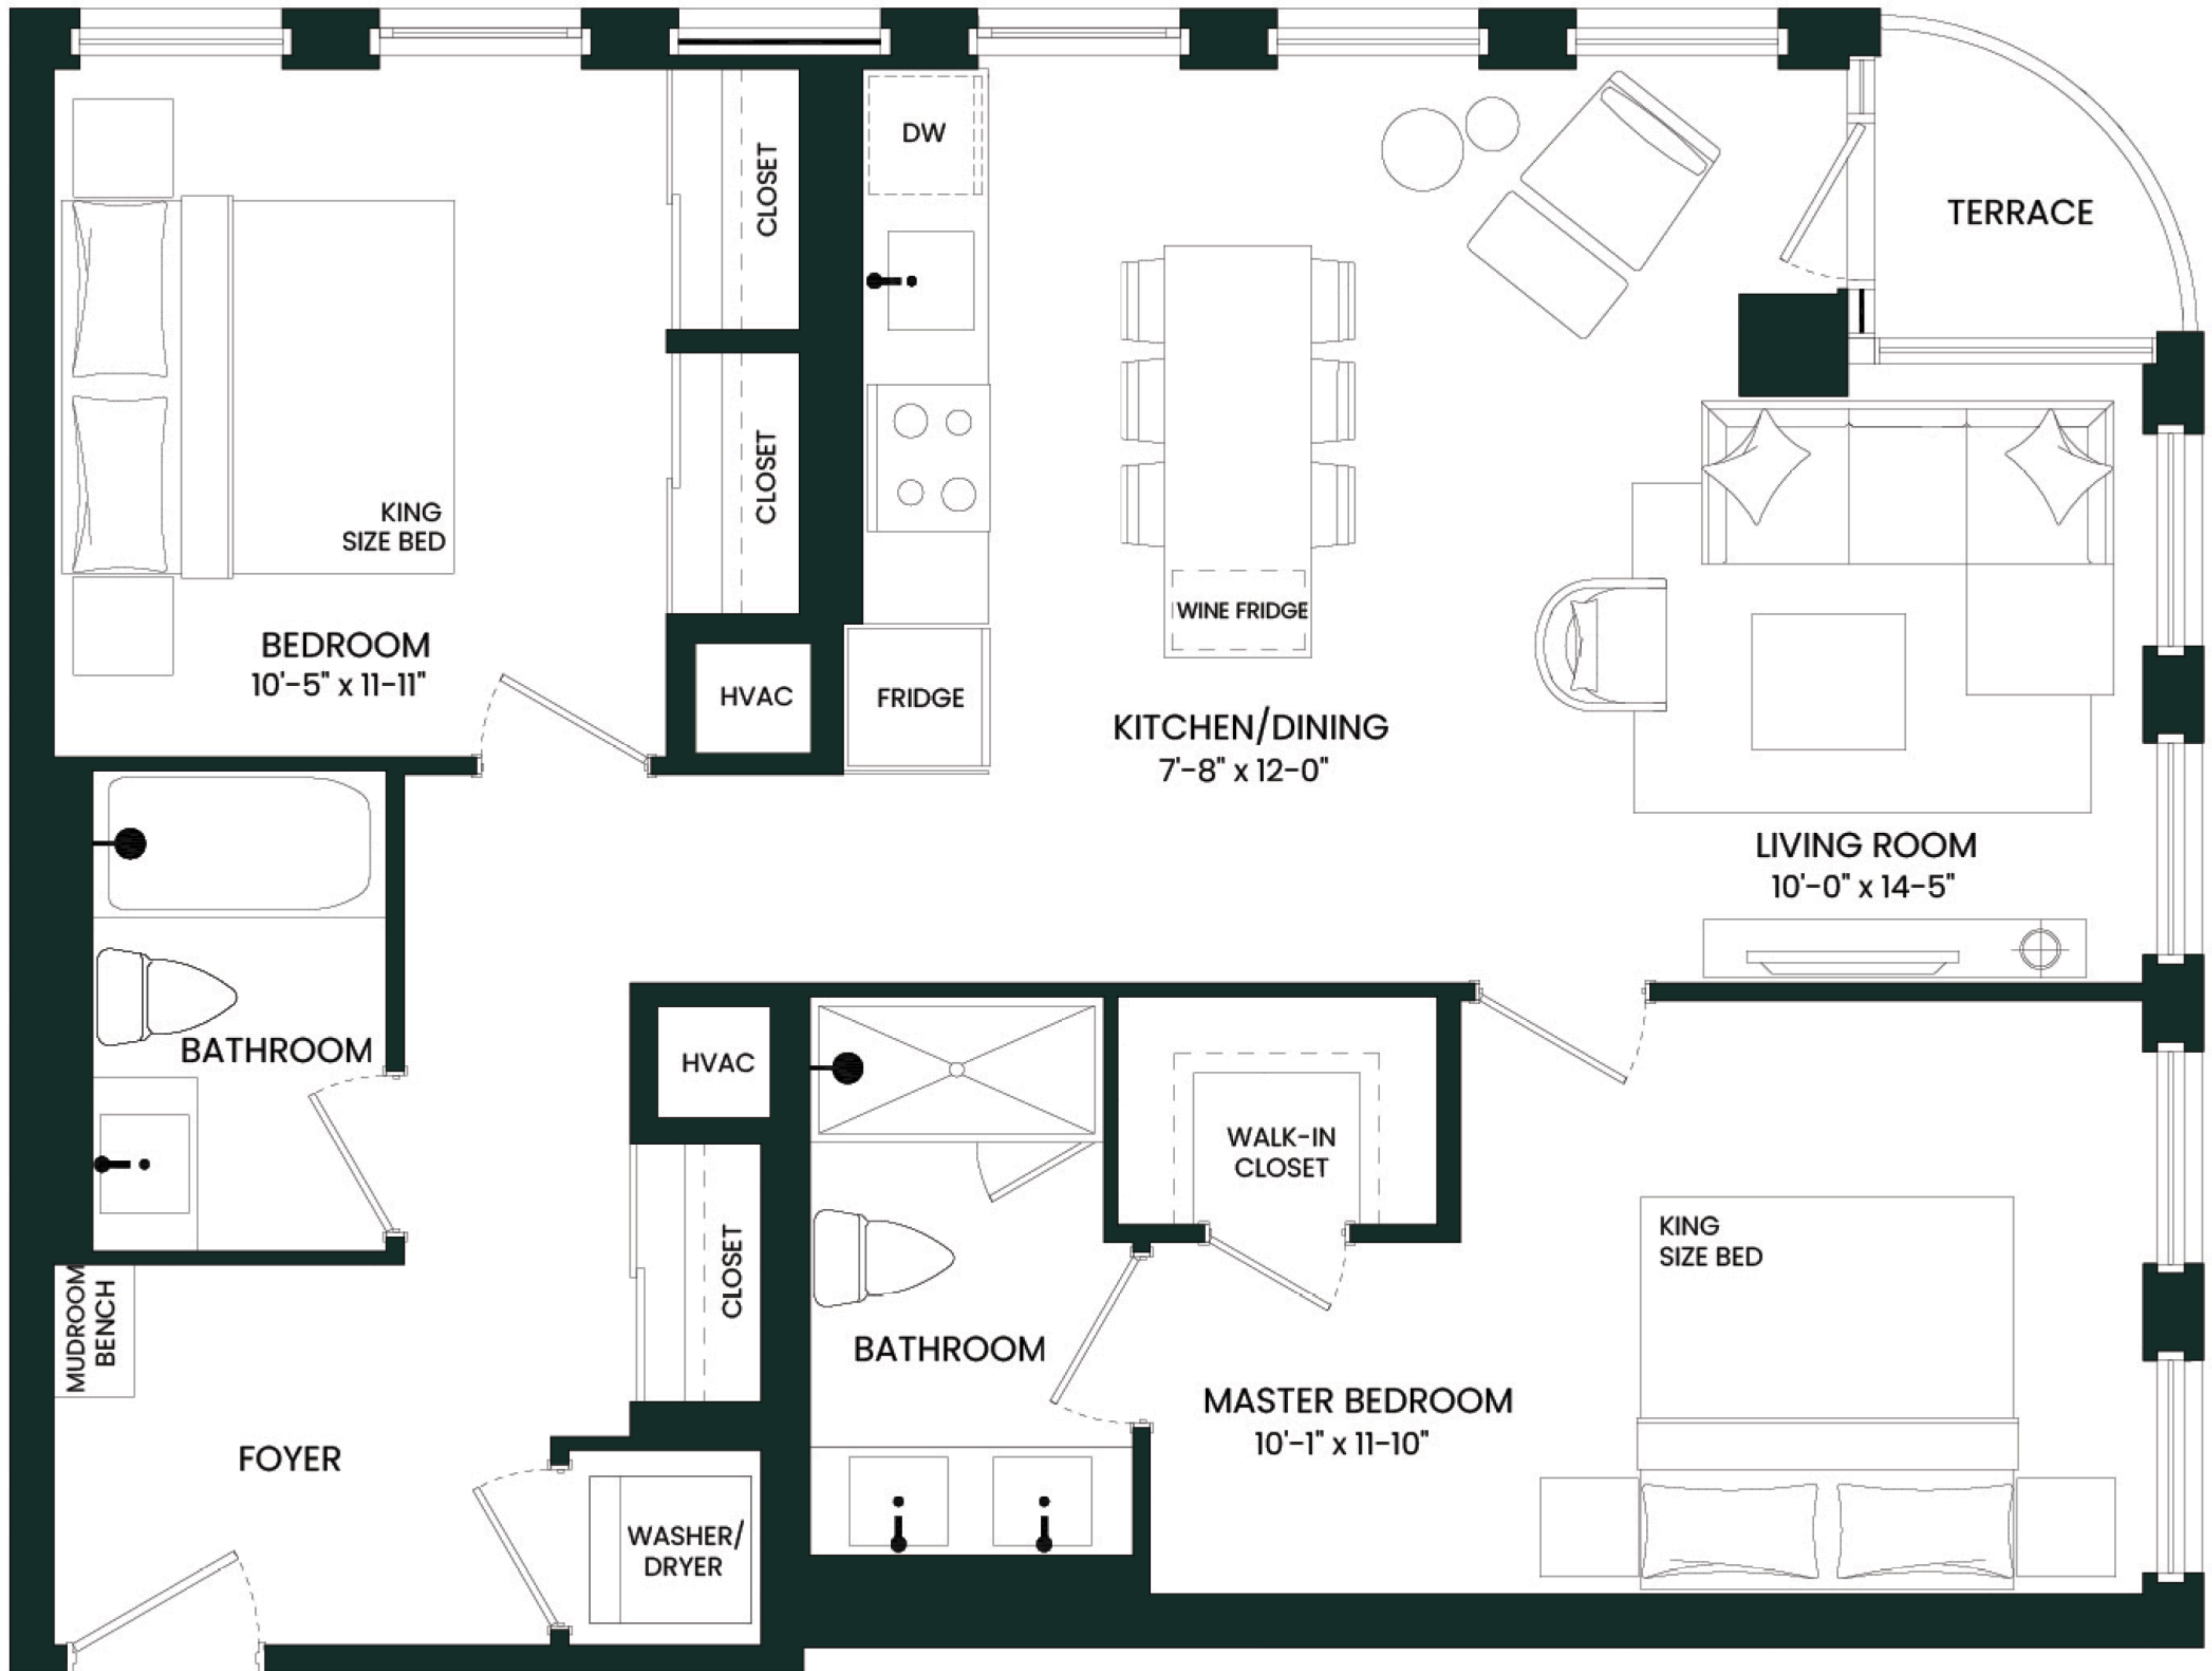 DW
CLOSET
TERRACE
CLOSET
KING
SIZE BED
WINE FRIDGE
BEDROOM
10'-5" x 11-11"
HVAC
FRIDGE
KITCHEN/DINING
7'-8" x 12-0"
LIVING ROOM
10'-0" x 14-5"
BATHROOM
HVAC
WALK-IN
CLOSET
KING
SIZE BED
CLOSET
MUDROOM
BENCH
BATHROOM
MASTER BEDROOM
10'-1" x 11-10"
FOYER
WASHER/
DRYER